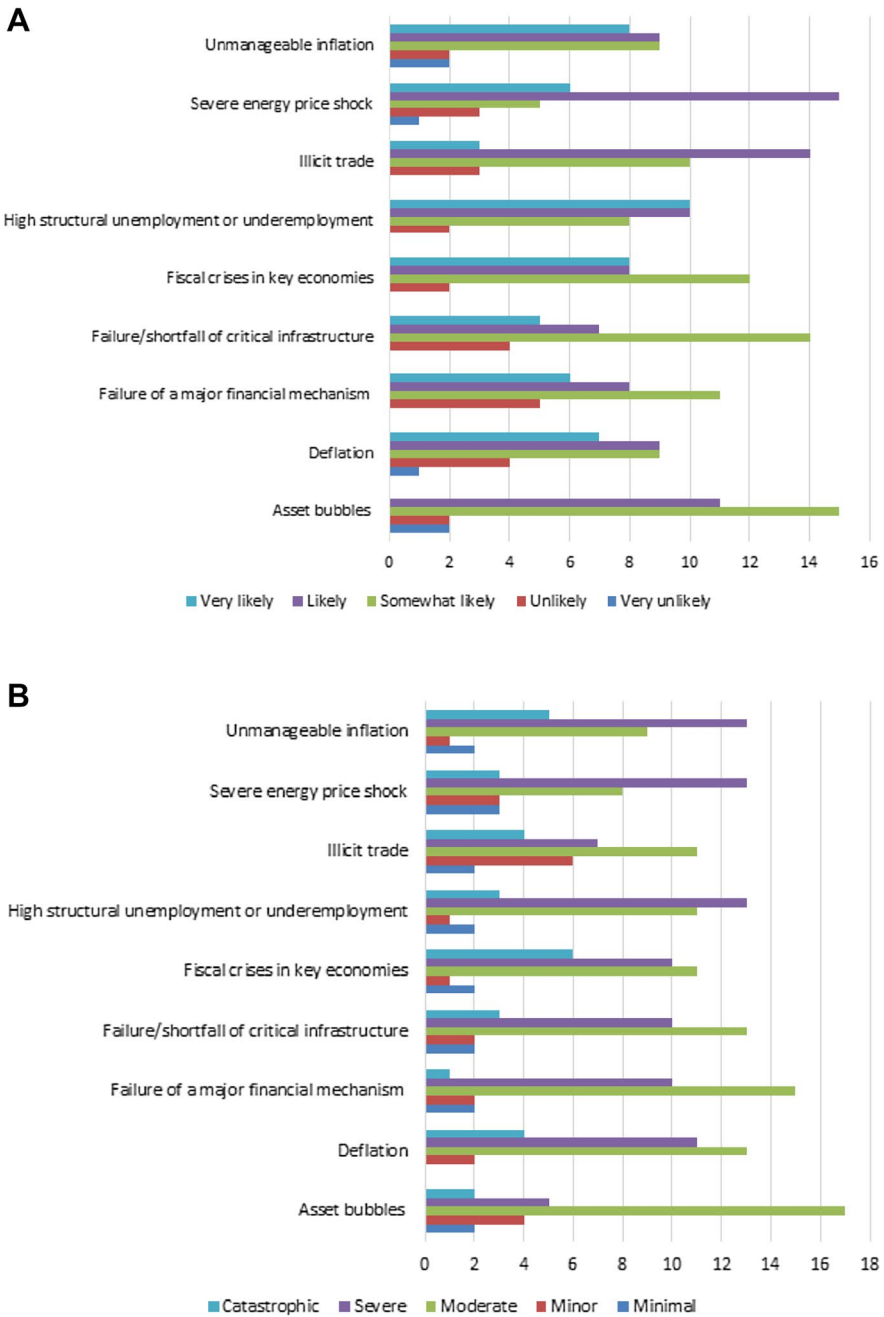 A
Unmanageable inflation
Severe energy price shock
Illicit trade
High structural unemployment or underemployment
Fiscal crises in key economies
Failure/shortfall of critical infrastructure
Failure of a major financial mechanism
Deflation
Asset bubbles
0 2 4 6 8 10 12 14 16
Very likely Likely Somewhat likely Unlikely Very unlikely
B
Unmanageable inflation
Severe energy price shock
Illicit trade
High structural unemployment or underemployment
Fiscal crises in key economies
Failure/shortfall of critical infrastructure
Failure of a major financial mechanism
Deflation
Asset bubbles
0 2 4 6 8 10 12 14 16 18
Catastrophic Severe Moderate Minor Minimal